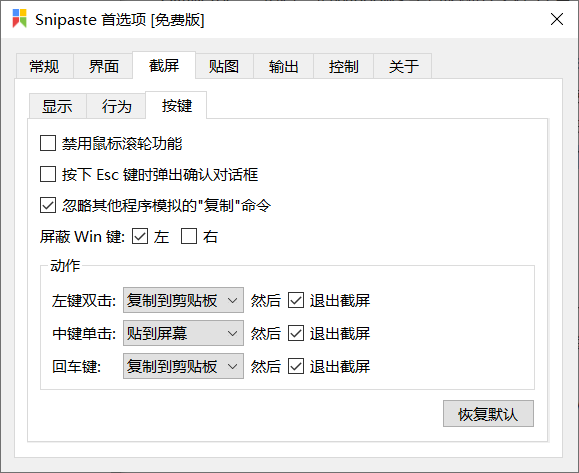 Snipaste 首选项 [免费版]
常规 界面 截屏 贴图 输出 控制 关于
显示 行为 按键
禁用鼠标滚轮功能
按下 Esc 键时弹出确认对话框
忽略其他程序模拟的"复制"命令
屏蔽 Win 键: 左 右
动作
左键双击: 复制到剪贴板 然后 退出截屏
中键单击: 贴到屏幕 然后 退出截屏
回车键: 复制到剪贴板 然后 退出截屏
恢复默认